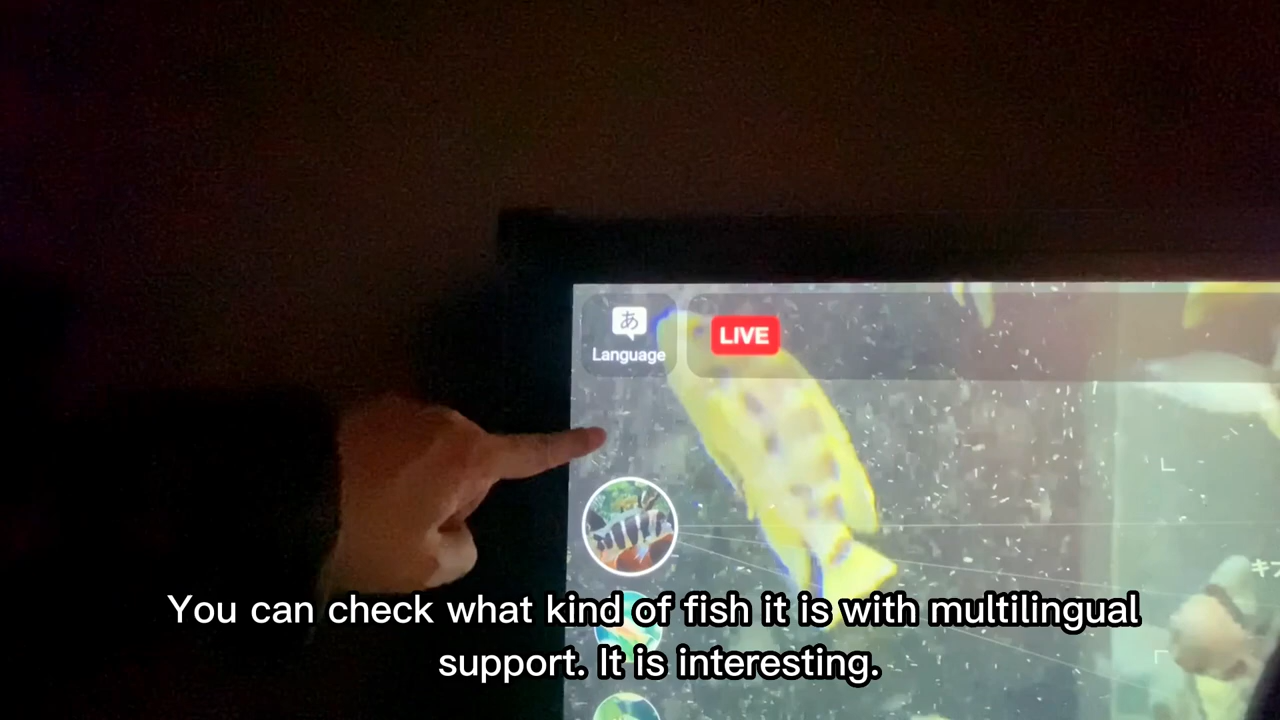 あ
Language
LIVE
You can check what kind of fish it is with multilingual
support. It is interesting.